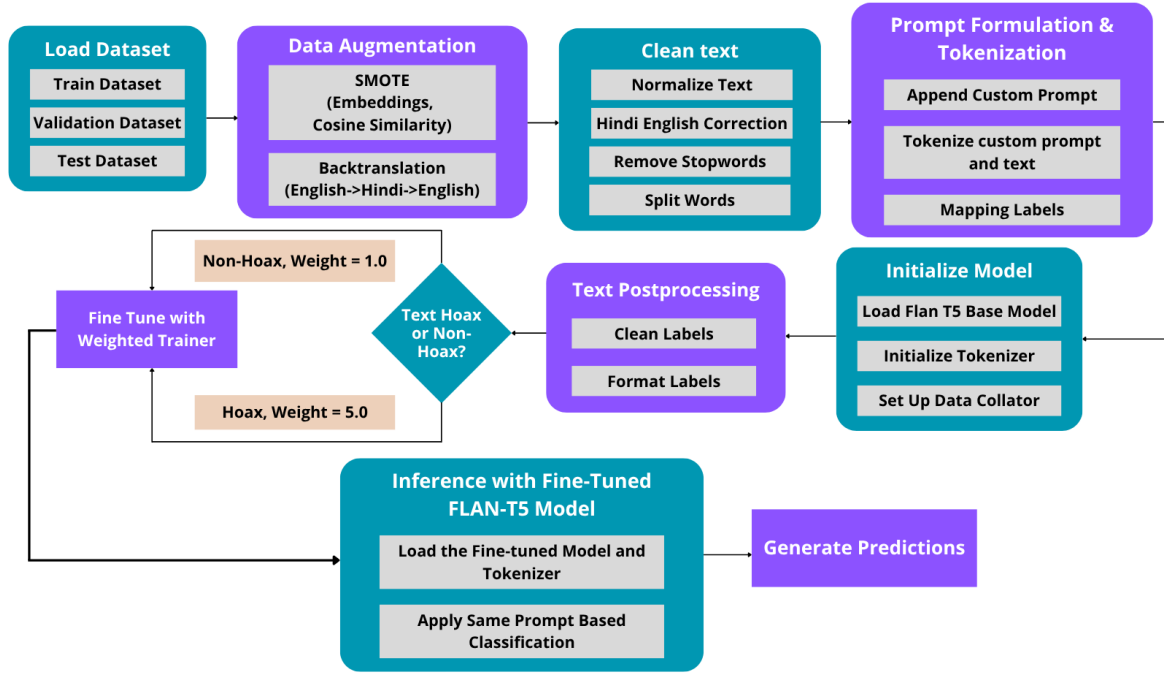 Load Dataset
Train Dataset
Validation Dataset
Test Dataset
Data Augmentation
SMOTE
(Embeddings,
Cosine Similarity)
Backtranslation
(English->Hindi->English)
Clean text
Normalize Text
Hindi English Correction
Remove Stopwords
Split Words
Prompt Formulation &
Tokenization
Append Custom Prompt
Tokenize custom prompt
and text
Mapping Labels
Initialize Model
Load Flan T5 Base Model
Initialize Tokenizer
Set Up Data Collator
Text Postprocessing
Clean Labels
Format Labels
Text Hoax
or Non-
Hoax?
Non-Hoax, Weight = 1.0
Hoax, Weight = 5.0
Fine Tune with
Weighted Trainer
Inference with Fine-Tuned
FLAN-T5 Model
Load the Fine-tuned Model and
Tokenizer
Apply Same Prompt Based
Classification
Generate Predictions